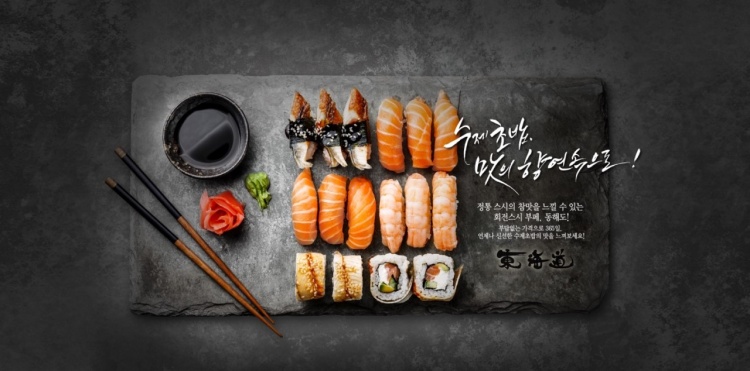 수제초밥,
맛의 향연속으로!
정통 스시의 참맛을 느낄 수 있는
회전스시 부페, 동해도!
부담없는 가격으로 365일,
언제나 신선한 수제초밥의 맛을 느껴보세요!
東海道